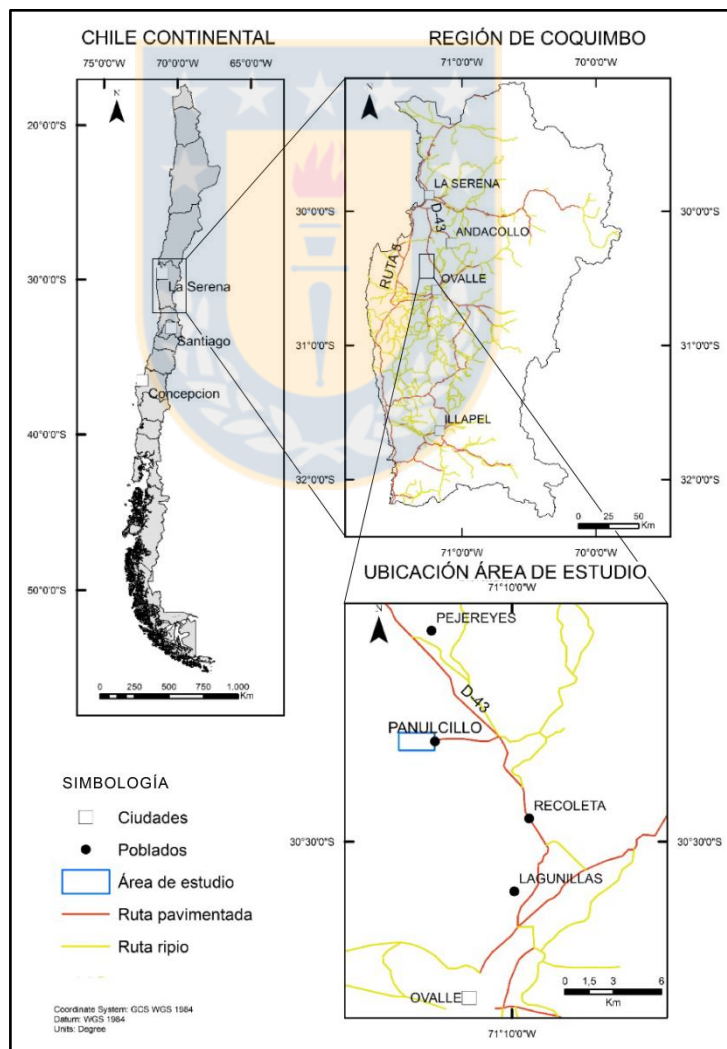 CHILE CONTINENTAL
75°0'0"W 70°0'0"W 65°0'0"W
N
20°0'0"S
30°0'0"S
La Serena
Santiago
Concepcion
40°0'0"S
50°0'0"S
0 250 500 750 1.000
Km
REGIÓN DE COQUIMBO
71°0'0"W 70°0'0"W
N
LA SERENA
30°0'0"S 30°0'0"S
D-43
ANDACOLLO
RUTA 5
OVALLE
31°0'0"S 31°0'0"S
ILLAPEL
32°0'0"S 32°0'0"S
0 25 50
Km
71°0'0"W 70°0'0"W
UBICACIÓN ÁREA DE ESTUDIO
71°10'0"W
N
PEJEREYES
D-43
PANULCILLO
RECOLETA
30°30'0"S 30°30'0"S
LAGUNILLAS
OVALLE
0 1,5 3 6
Km
71°10'0"W
SIMBOLOGÍA
Ciudades
Poblados
Área de estudio
Ruta pavimentada
Ruta ripio
Coordinate System: GCS WGS 1984
Datum: WGS 1984
Units: Degree